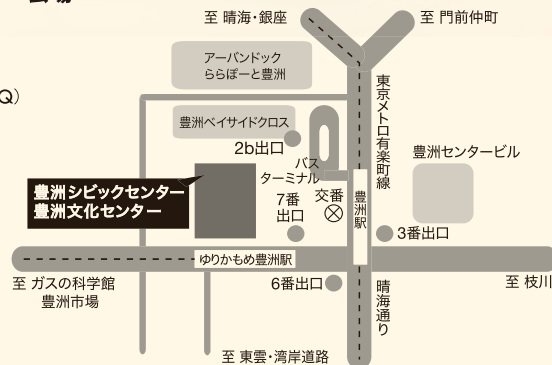 Q）
至 晴海・銀座
至 門前仲町
アーバンドック
ららぽーと豊洲
東京メトロ有楽町線
豊洲ベイサイドクロス
2b出口
バス
ターミナル
豊洲センタービル
豊洲シビックセンター
豊洲文化センター
7番
出口
交番
豊洲駅
3番出口
ゆりかもめ豊洲駅
至 ガスの科学館
豊洲市場
6番出口
晴海通り
至 枝川
至 東雲・湾岸道路